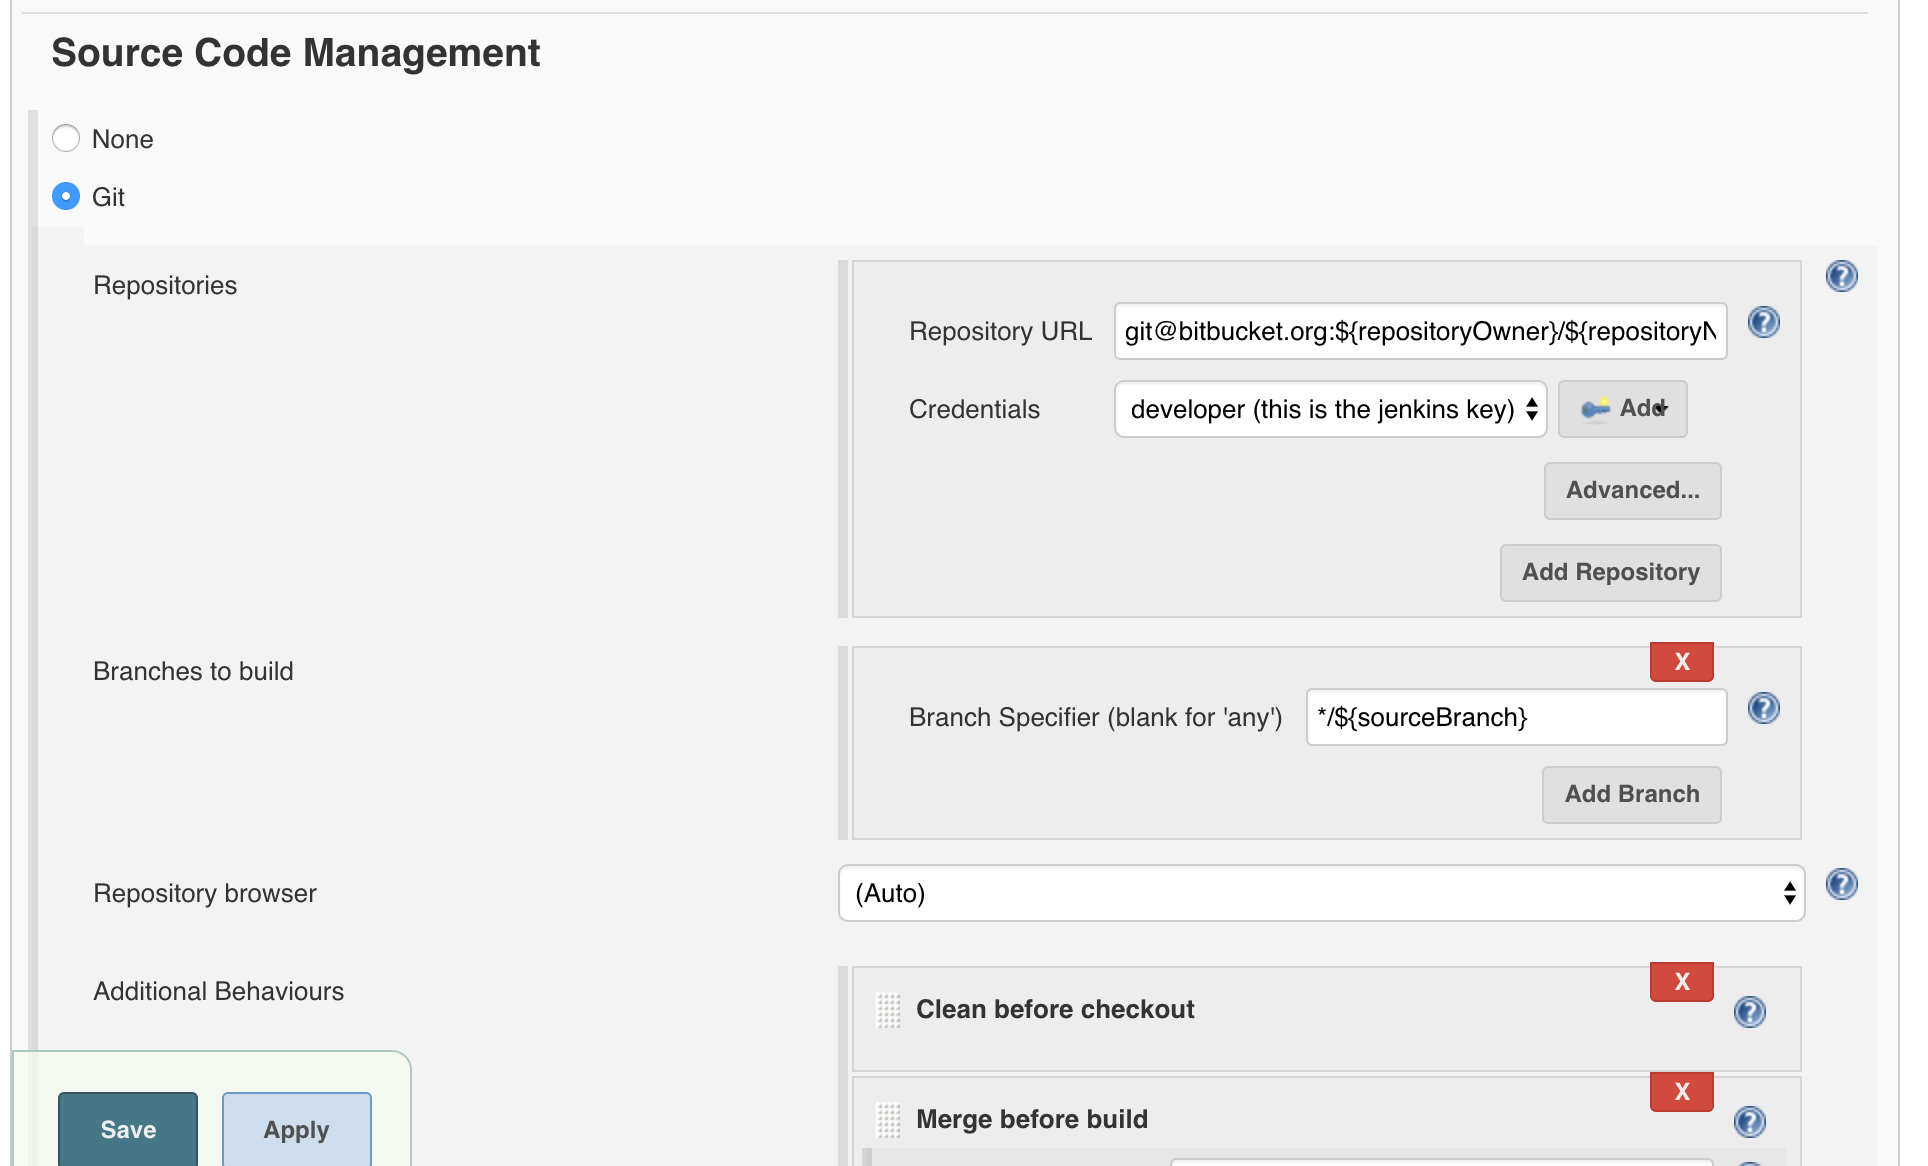 Source Code Management
None
Git
Repositories
Repository URL git@bitbucket.org:${repositoryOwner}/${repositoryN
Credentials developer (this is the jenkins key) Add
Advanced...
Add Repository
Branches to build
X
Branch Specifier (blank for 'any') */${sourceBranch}
Add Branch
Repository browser (Auto)
Additional Behaviours
X
Clean before checkout
X
Merge before build
Save Apply